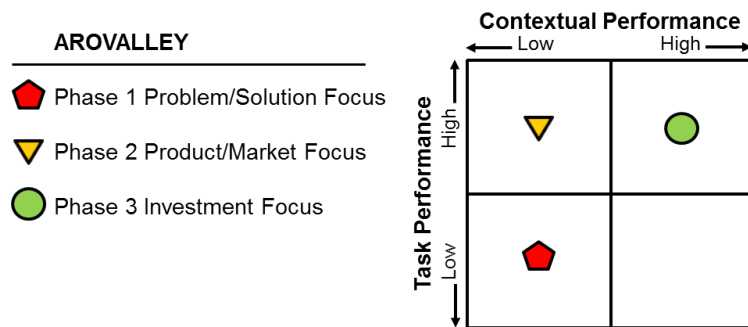 AROVALLEY
Phase 1 Problem/Solution Focus
Phase 2 Product/Market Focus
Phase 3 Investment Focus
Contextual Performance
Low High
Task Performance
High
Low